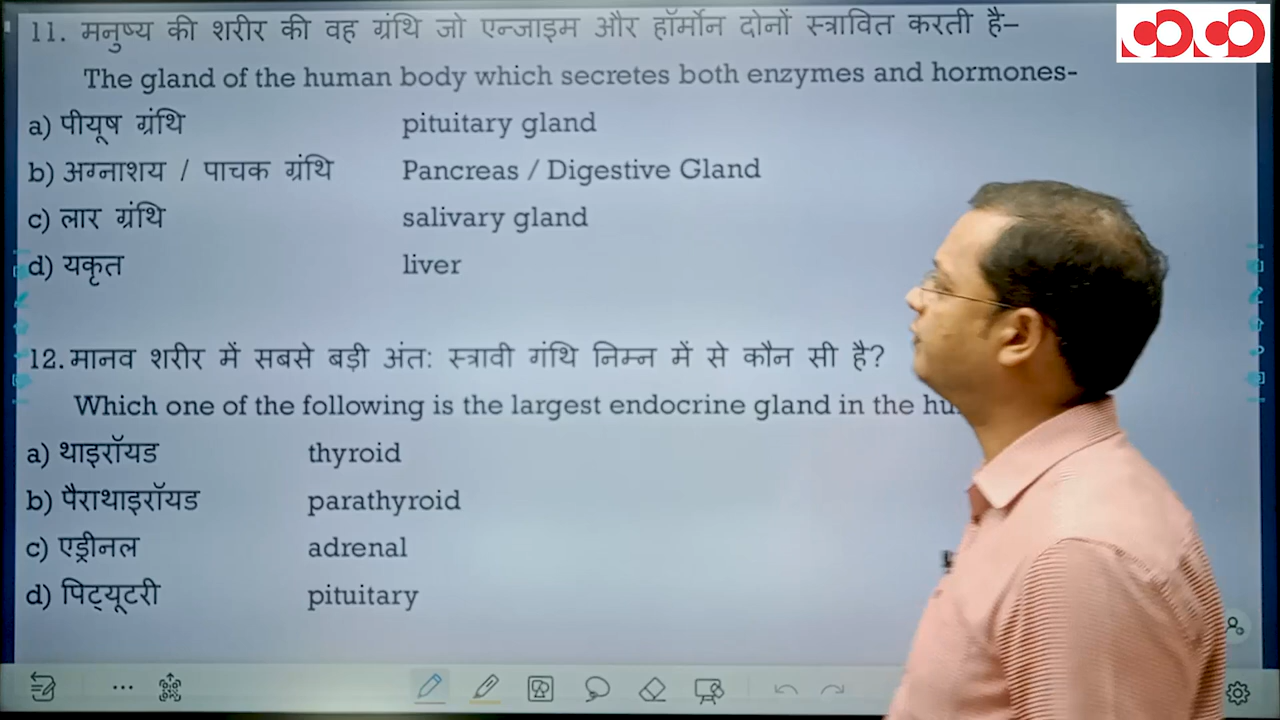 11. मनुष्य की शरीर की वह ग्रंथि जो एन्जाइम और हॉर्मोन दोनों स्त्रावित करती है–
The gland of the human body which secretes both enzymes and hormones-
a) पीयूष ग्रंथि pituitary gland
b) अग्नाशय / पाचक ग्रंथि Pancreas / Digestive Gland
c) लार ग्रंथि salivary gland
d) यकृत liver
12. मानव शरीर में सबसे बड़ी अंत: स्त्रावी गंथि निम्न में से कौन सी है?
Which one of the following is the largest endocrine gland in the
a) थाइरॉयड thyroid
b) पैराथाइरॉयड parathyroid
c) एड्रीनल adrenal
d) पिट्यूटरी pituitary